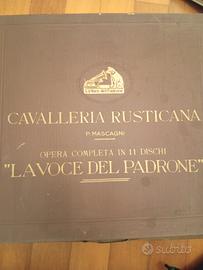 CAVALLERIA RUSTICANA
P. MASCAGNI
OPERA COMPLETA IN 11 DISCHI
"LA VOCE DEL PADRONE"
subito